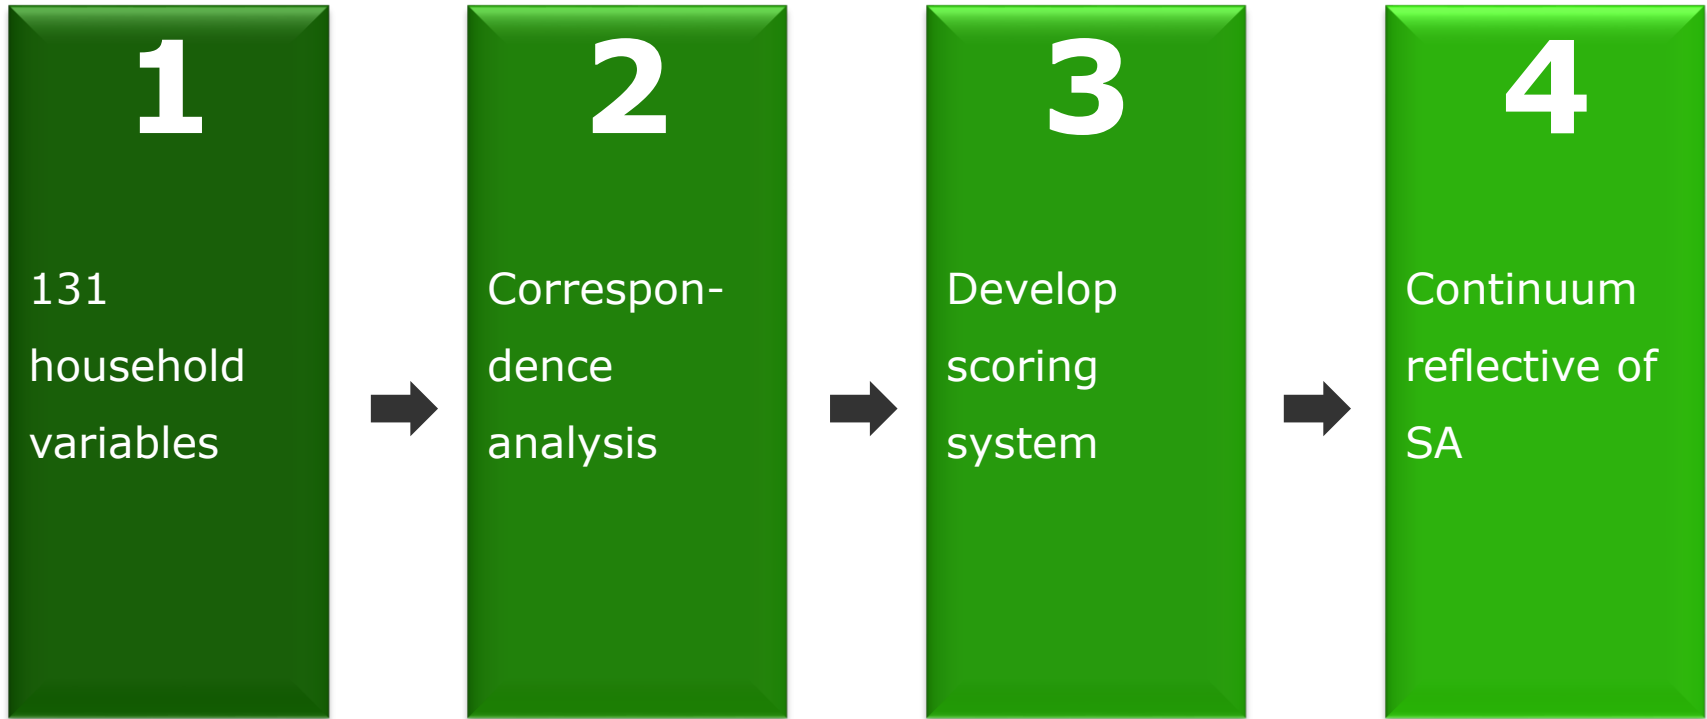 1
131
household
variables
2
Correspon-
dence
analysis
3
Develop
scoring
system
4
Continuum
reflective of
SA